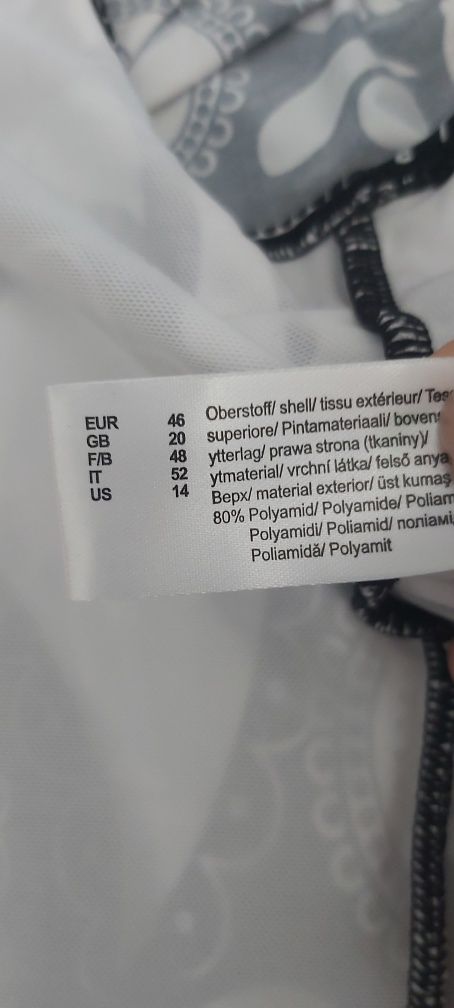 EUR 46
GB 20
F/B 48
IT 52
US 14
Oberstoff/ shell/ tissu extérieur/
superiore/ Pintamateriaali/
ytterlag/ prawa strona (tkaniny)/
ytmaterial/ vrchní látka/ felső
Верх/ material exterior/ üst kumaş
80% Polyamid/ Polyamide/
Polyamidi/ Poliamid/
Poliamidă/ Polyamit